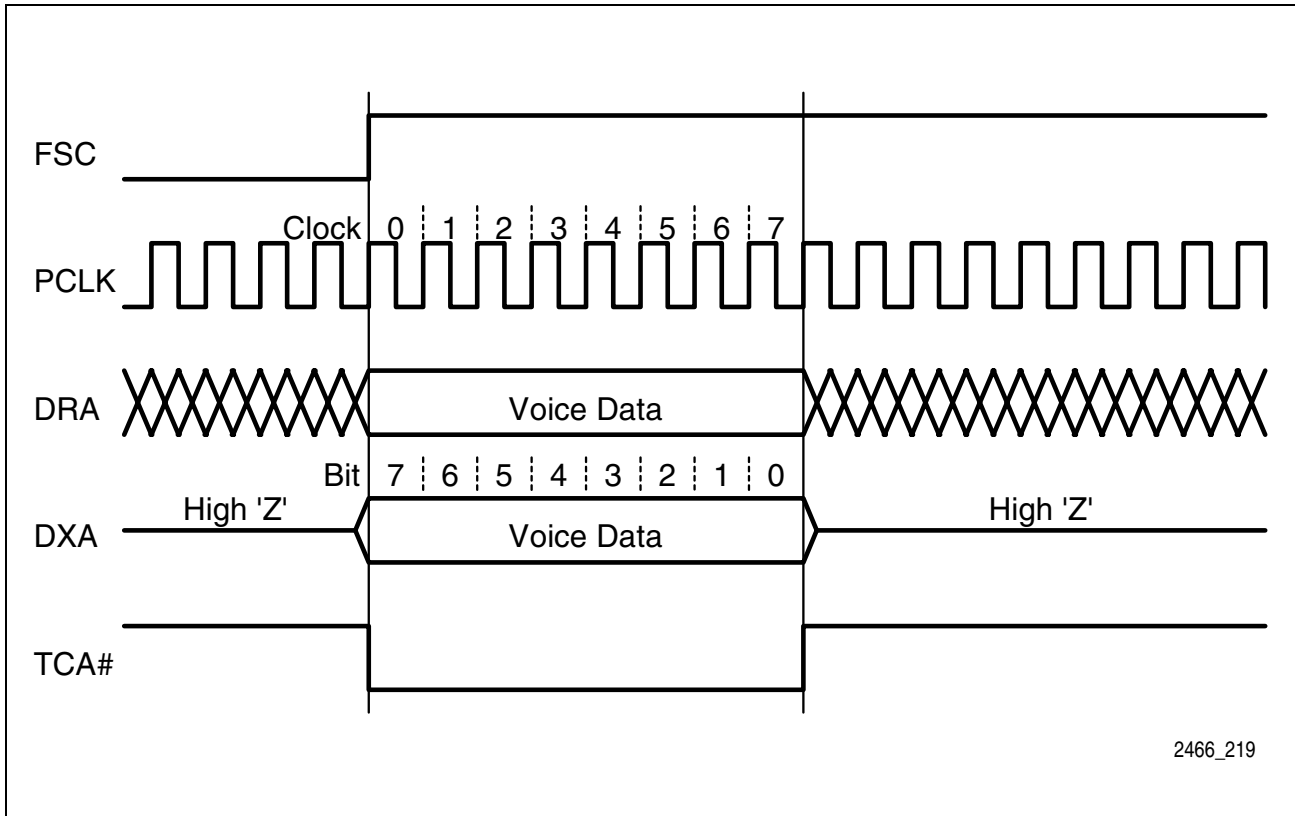 FSC
Clock 0 1 2 3 4 5 6 7
PCLK
DRA Voice Data
Bit 7 6 5 4 3 2 1 0
High 'Z' High 'Z'
DXA Voice Data
TCA#
2466_219